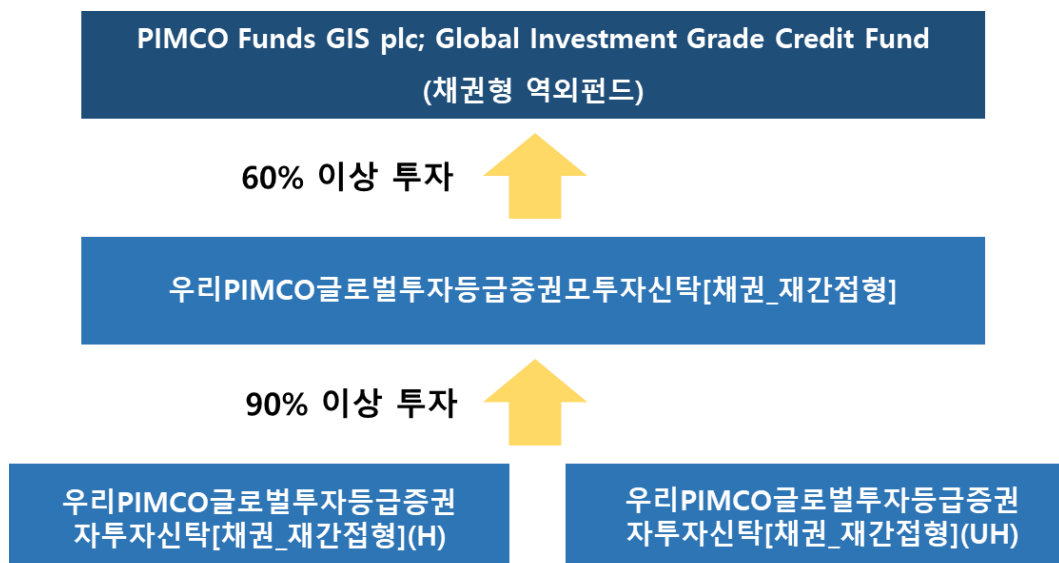 PIMCO Funds GIS plc; Global Investment Grade Credit Fund
(채권형 역외펀드)
60% 이상 투자
우리PIMCO글로벌투자등급증권모투자신탁[채권_재간접형]
90% 이상 투자
우리PIMCO글로벌투자등급증권
자투자신탁[채권_재간접형](H)
우리PIMCO글로벌투자등급증권
자투자신탁[채권_재간접형](UH)